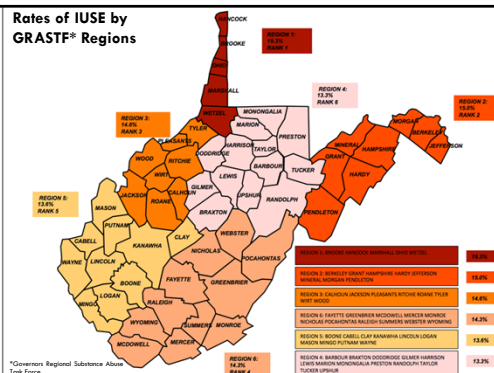 Rates of IUSE by
GRASTF* Regions
HANCOCK
BROOKE
OHIO
MARSHALL
WETZEL
REGION 1:
RANK 1
REGION 4:
13.3%
RANK 6
REGION 2:
15.0%
RANK 2
REGION 3:
14.6%
RANK 3
REGION 5:
13.6%
RANK 5
MONONGALIA
MARION
PRESTON
TYLER
PLEASANTS
DODDRIDGE
HARRISON
TAYLOR
BARBOUR
TUCKER
WOOD
RITCHIE
WIRT
LEWIS
GILMER
UPSHUR
RANDOLPH
CALHOUN
JACKSON
ROANE
BRAXTON
MORGAN
BERKELEY
JEFFERSON
MINERAL
HAMPSHIRE
GRANT
HARDY
PENDLETON
MASON
PUTNAM
CABELL
KANAWHA
CLAY
WEBSTER
NICHOLAS
POCAHONTAS
WAYNE
LINCOLN
BOONE
LOGAN
MINGO
FAYETTE
GREENBRIER
RALEIGH
WYOMING
SUMMERS
MONROE
MERCER
MCDOWELL
REGION 1: BROOKE HANCOCK MARSHALL OHIO WETZEL
REGION 2: BERKELEY GRANT HAMPSHIRE HARDY JEFFERSON
MINERAL MORGAN PENDLETON
15.0%
REGION 3: CALHOUN JACKSON PLEASANTS RITCHIE ROANE TYLER
WIRT WOOD
14.6%
REGION 6: FAYETTE GREENBRIER MCDOWELL MERCER MONROE
NICHOLAS POCAHONTAS RALEIGH SUMMERS WEBSTER WYOMING
14.3%
REGION 5: BOONE CABELL CLAY KANAWHA LINCOLN LOGAN
MASON MINGO PUTNAM WAYNE
13.6%
REGION 4: BARBOUR BRAXTON DODDRIDGE GILMER HARRISON
LEWIS MARION MONONGALIA PRESTON RANDOLPH TAYLOR
TUCKER UPSHUR
13.3%
REGION 6:
14.3%
RANK 4
*Governors Regional Substance Abuse
Task Force